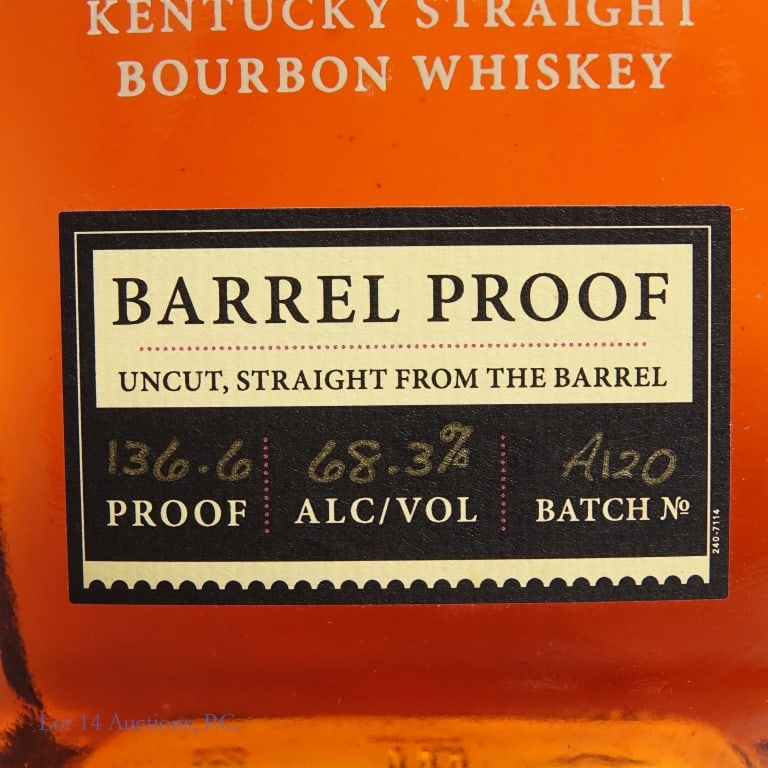 KENTUCKY STRAIGHT
BOURBON WHISKEY
BARREL PROOF
UNCUT, STRAIGHT FROM THE BARREL
136.6 68.3% A120
PROOF ALC/VOL BATCH №
240-7114
Lot 14 Auctions, P.C.